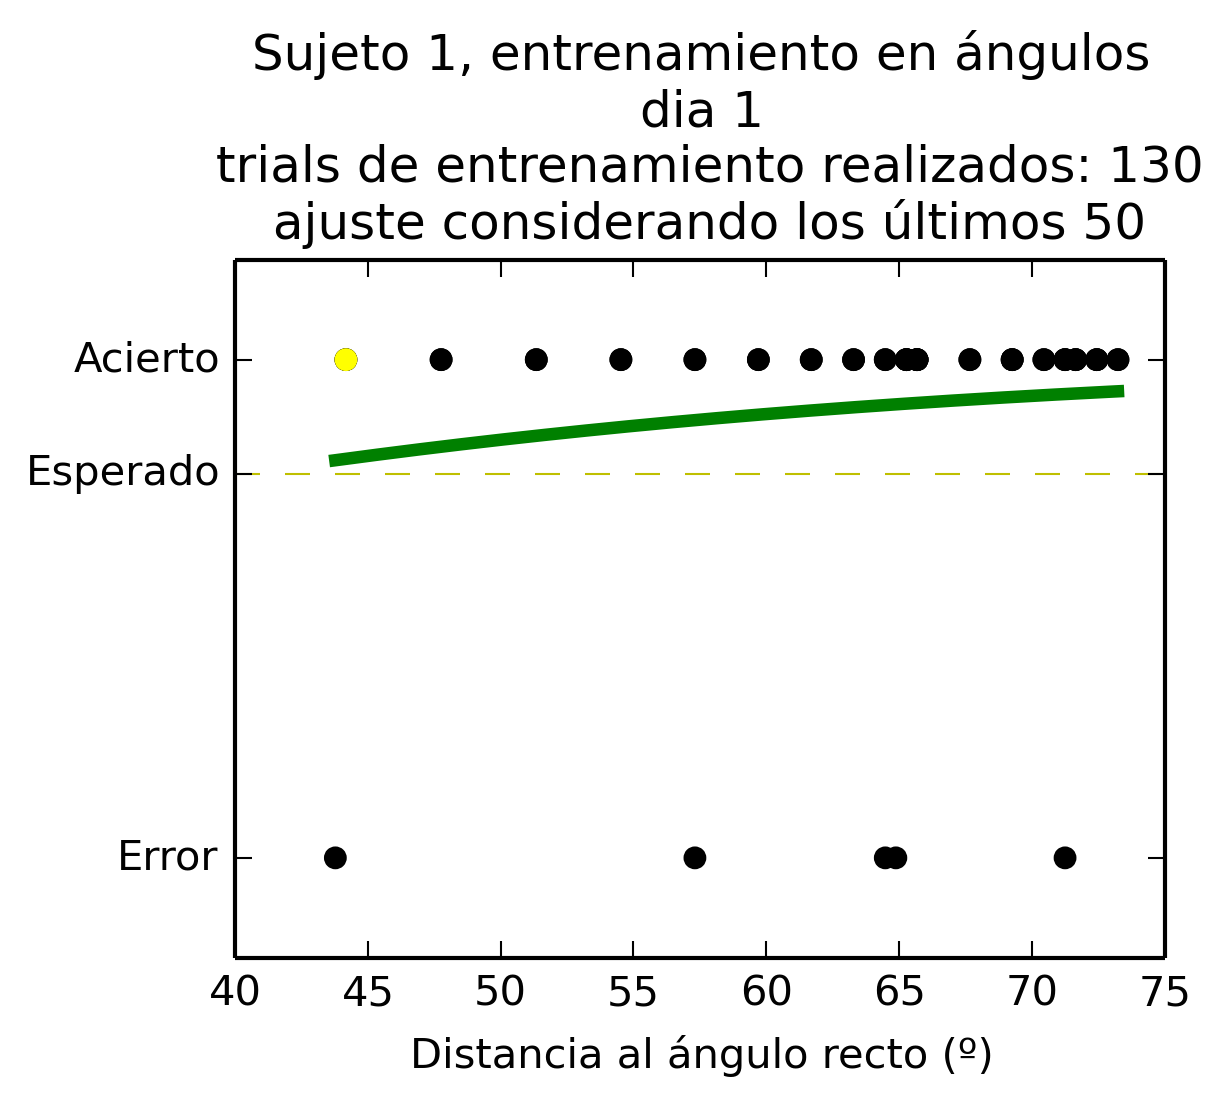 Sujeto 1, entrenamiento en ángulos
dia 1
trials de entrenamiento realizados: 130
ajuste considerando los últimos 50
Acierto
Esperado
Error
40 45 50 55 60 65 70 75
Distancia al ángulo recto (º)